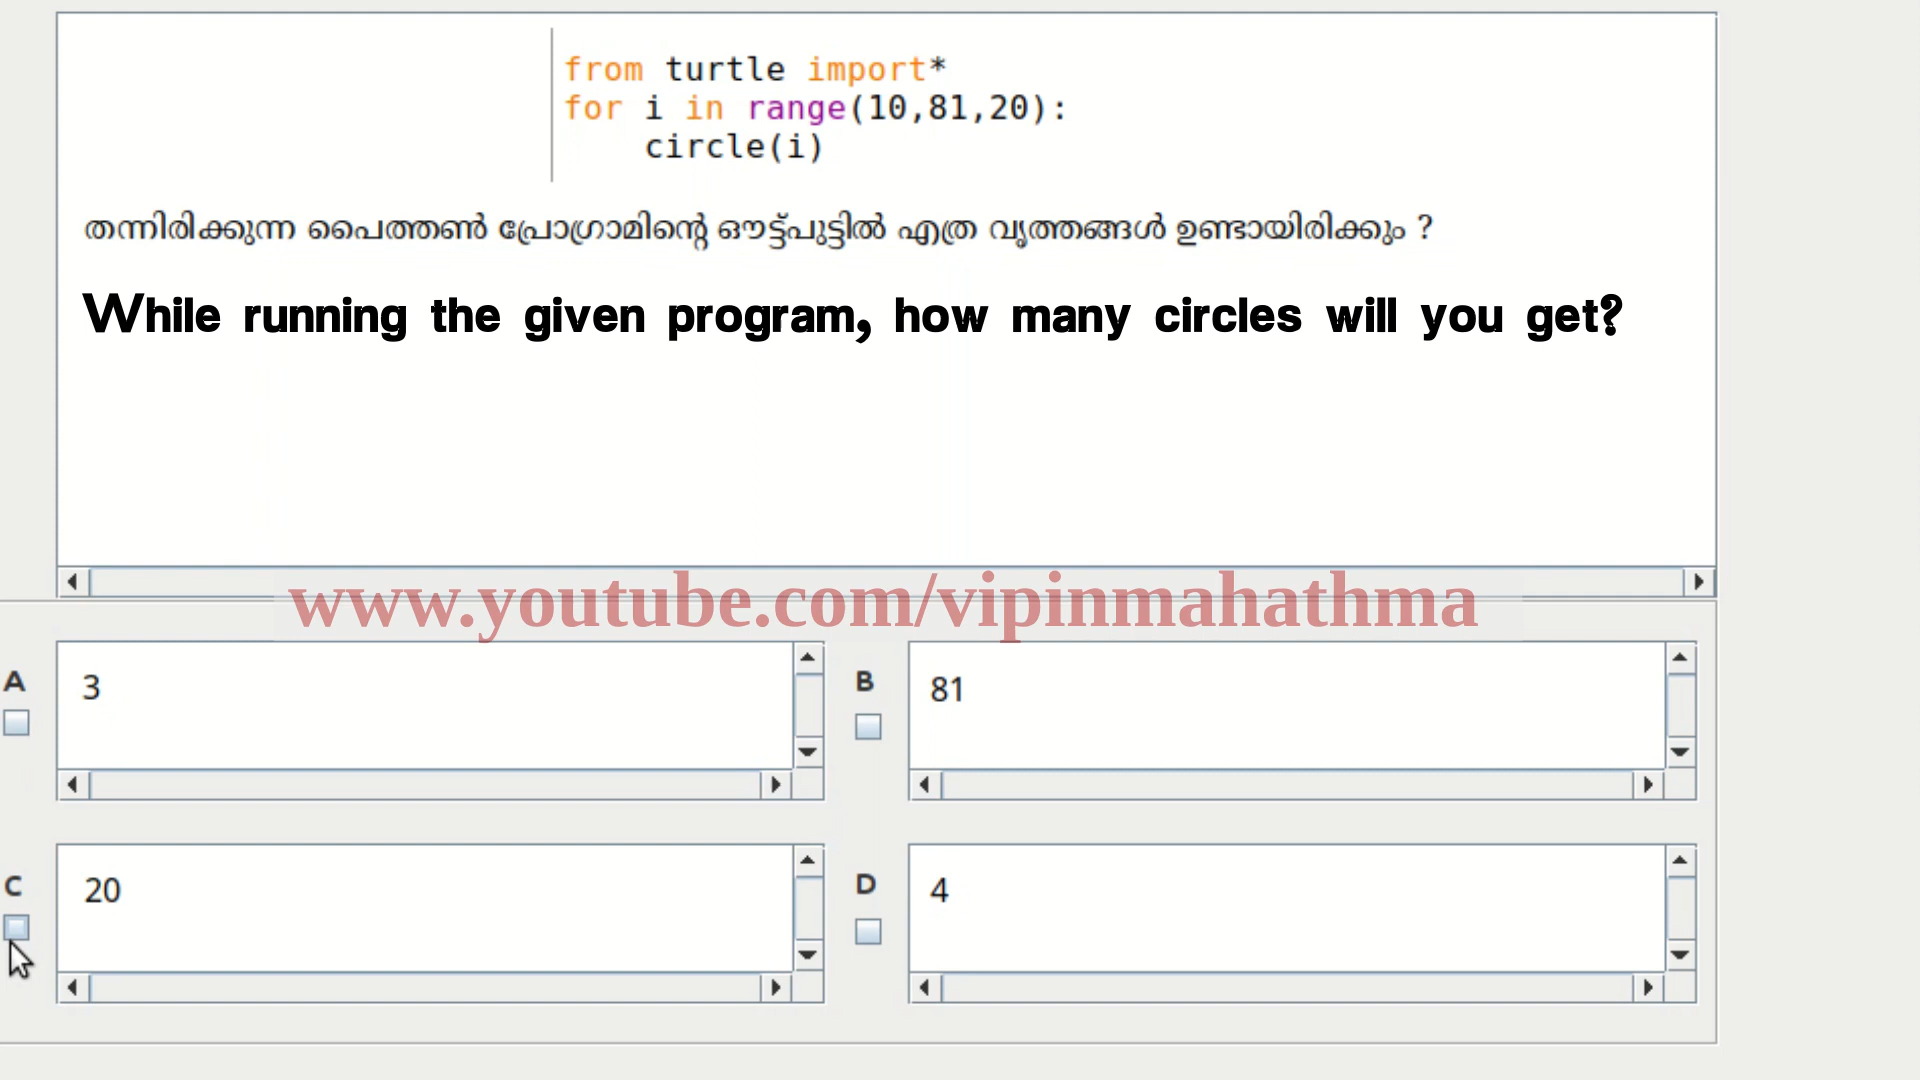 from turtle import*
for i in range(10,81,20):
    circle(i)
തന്നിരിക്കുന്ന പൈത്തൺ പ്രോഗ്രാമിന്റെ ഔട്ട്പുട്ടിൽ എത്ര വൃത്തങ്ങൾ ഉണ്ടായിരിക്കും ?
While running the given program, how many circles will you get?
www.youtube.com/vipinmahathma
A
3
B
81
C
20
D
4